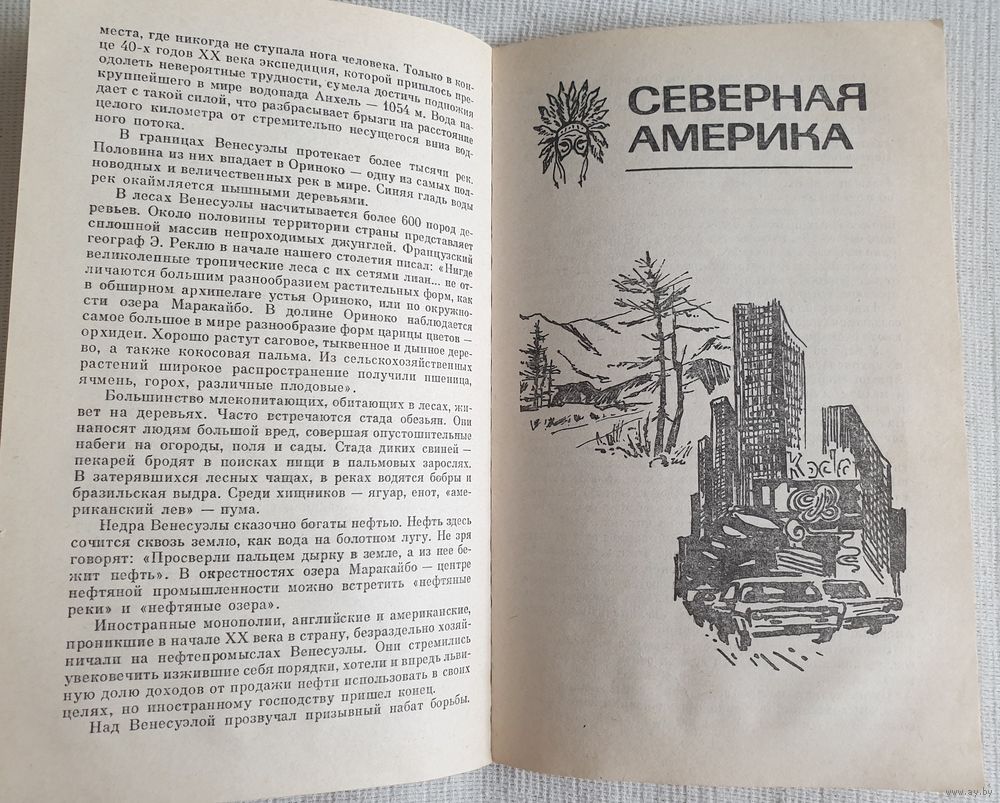 места, где никогда не ступала нога человека. Только в кон-
це 40-х годов XX века экспедиция, которой пришлось пре-
одолеть невероятные трудности, сумела достичь подножия
крупнейшего в мире водопада Анхель — 1054 м. Вода па-
дает с такой силой, что разбрасывает брызги на расстояние
целого километра от стремительно несущегося вниз вод-
ного потока.
В границах Венесуэлы протекает более тысячи рек.
Половина из них впадает в Ориноко — одну из самых пол-
новодных и величественных рек в мире. Синяя гладь воды
рек окаймляется пышными деревьями.
В лесах Венесуэлы насчитывается более 600 пород де-
ревьев. Около половины территории страны представляет
сплошной массив непроходимых джунглей. Французский
географ Э. Реклю в начале нашего столетия писал: «Нигде
великолепные тропические леса с их сетями лиан... не от-
личаются большим разнообразием растительных форм, как
в обширном архипелаге устья Ориноко, или по окружно-
сти озера Маракайбо. В долине Ориноко наблюдается
самое большое в мире разнообразие форм царицы цветов —
орхидеи. Хорошо растут саговое, тыквенное и дынное дере-
во, а также кокосовая пальма. Из сельскохозяйственных
растений широкое распространение получили пшеница,
ячмень, горох, различные плодовые».
Большинство млекопитающих, обитающих в лесах, жи-
вет на деревьях. Часто встречаются стада обезьян. Они
наносят людям большой вред, совершая опустошительные
набеги на огороды, поля и сады. Стада диких свиней —
пекарей бродят в поисках пищи в пальмовых зарослях.
В затерявшихся лесных чащах, в реках водятся бобры и
бразильская выдра. Среди хищников — ягуар, енот, «аме-
риканский лев» — пума.
Недра Венесуэлы сказочно богаты нефтью. Нефть здесь
сочится сквозь землю, как вода на болотном лугу. Не зря
говорят: «Просверли пальцем дырку в земле, а из нее бе-
жит нефть». В окрестностях озера Маракайбо — центре
нефтяной промышленности можно встретить «нефтяные
реки» и «нефтяные озера».
Иностранные монополии, английские и американские,
проникшие в начале XX века в страну, безраздельно хозяй-
ничали на нефтепромыслах Венесуэлы. Они стремились
увековечить изжившие себя порядки, хотели и впредь льви-
ную долю доходов от продажи нефти использовать в своих
целях, но иностранному господству пришел конец.
Над Венесуэлой прозвучал призывный набат борьбы.
СЕВЕРНАЯ
АМЕРИКА
www.ay.by